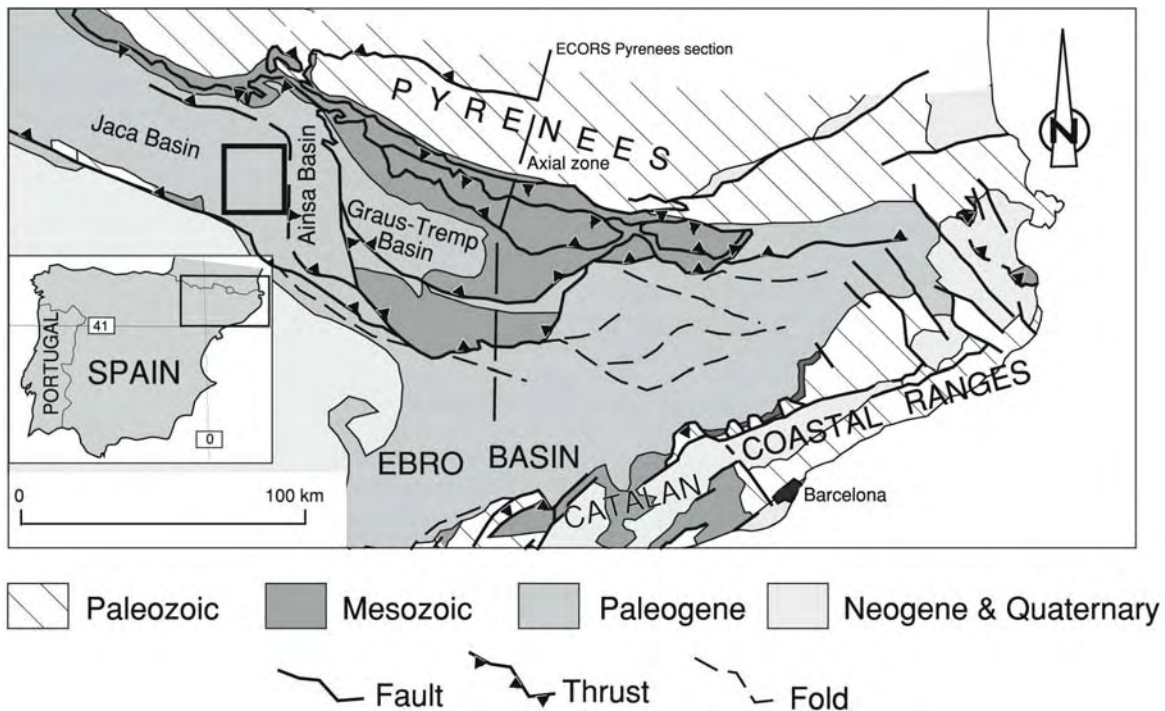 ECORS Pyrenees section
PYRENEES
Axial zone
Jaca Basin
Ainsa Basin
Graus-Tremp
Basin
N
PORTUGAL
SPAIN
41
0
0
100 km
EBRO BASIN
CATALAN COASTAL RANGES
Barcelona
Paleozoic
Mesozoic
Paleogene
Neogene & Quaternary
Fault
Thrust
Fold